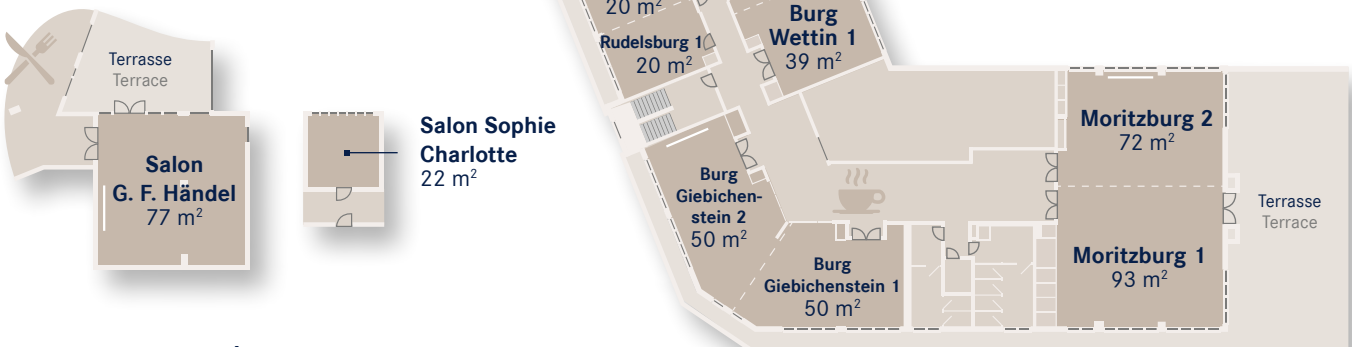 Terrasse
Terrace
Salon
G. F. Händel
77 m²
Salon Sophie
Charlotte
22 m²
20 m²
Rudelsburg 1
20 m²
Burg
Wettin 1
39 m²
Burg
Giebichen-
stein 2
50 m²
Burg
Giebichenstein 1
50 m²
Moritzburg 2
72 m²
Moritzburg 1
93 m²
Terrasse
Terrace